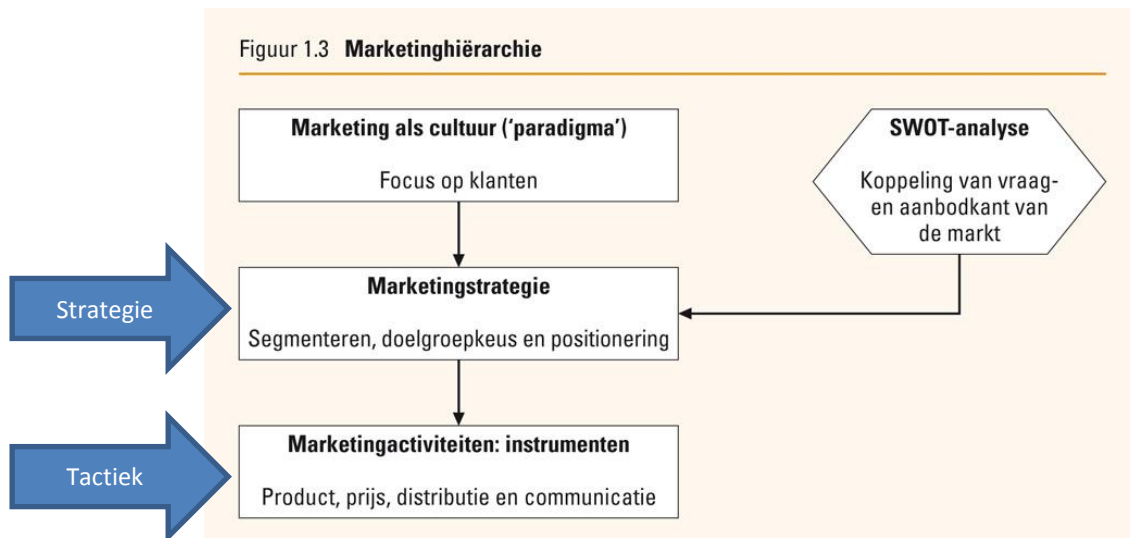 Figuur 1.3 Marketinghiërarchie
Marketing als cultuur (‘paradigma’)
Focus op klanten
SWOT-analyse
Koppeling van vraag-
en aanbodkant van
de markt
Strategie
Marketingstrategie
Segmenteren, doelgroepkeus en positionering
Tactiek
Marketingactiviteiten: instrumenten
Product, prijs, distributie en communicatie